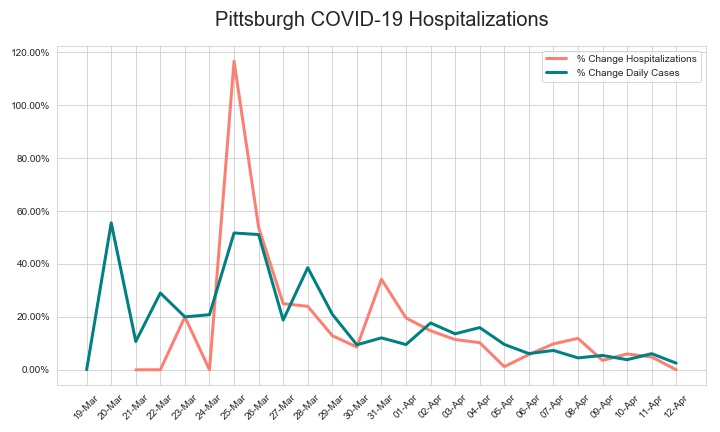 Pittsburgh COVID-19 Hospitalizations
120.00%
100.00%
80.00%
60.00%
40.00%
20.00%
0.00%
% Change Hospitalizations
% Change Daily Cases
19-Mar
20-Mar
21-Mar
22-Mar
23-Mar
24-Mar
25-Mar
26-Mar
27-Mar
28-Mar
29-Mar
30-Mar
31-Mar
01-Apr
02-Apr
03-Apr
04-Apr
05-Apr
06-Apr
07-Apr
08-Apr
09-Apr
10-Apr
11-Apr
12-Apr